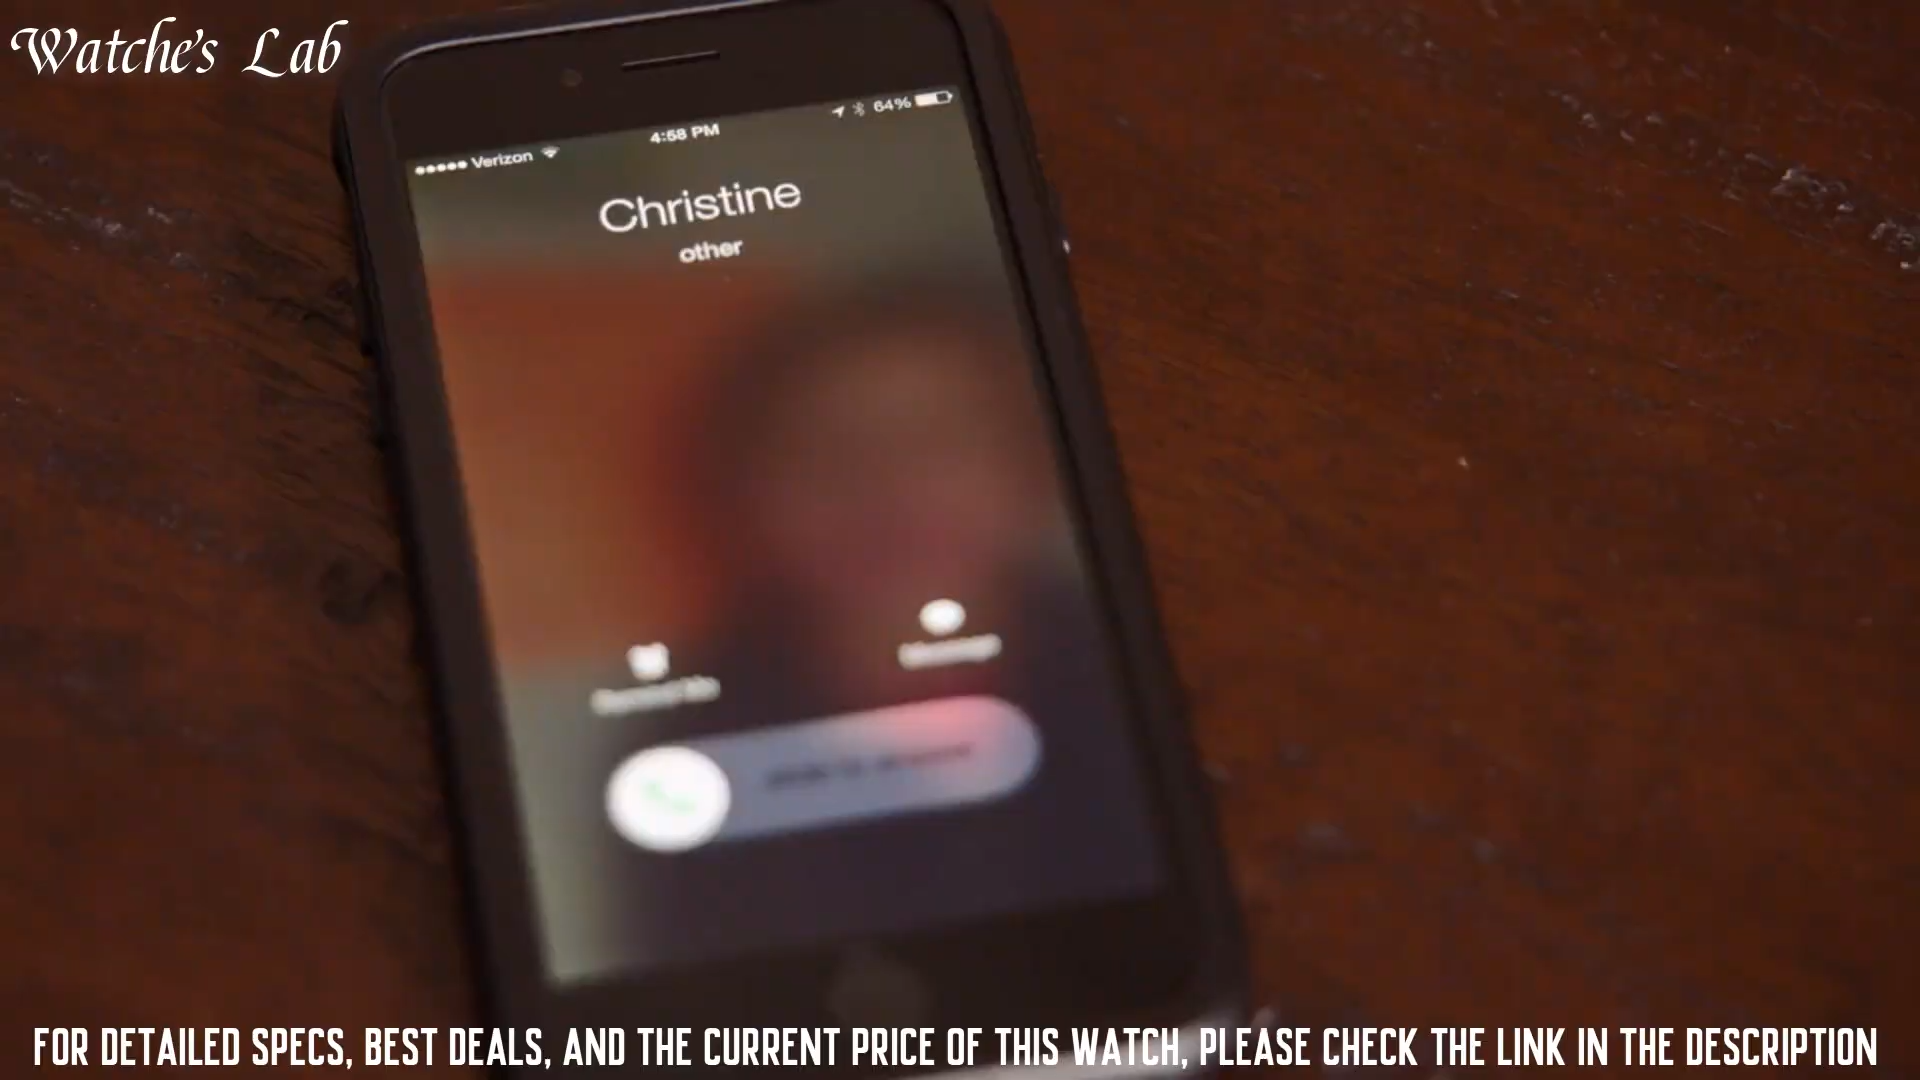 Watche's Lab
64%
4:58 PM
Verizon
Christine
other
FOR DETAILED SPECS, BEST DEALS, AND THE CURRENT PRICE OF THIS WATCH, PLEASE CHECK THE LINK IN THE DESCRIPTION